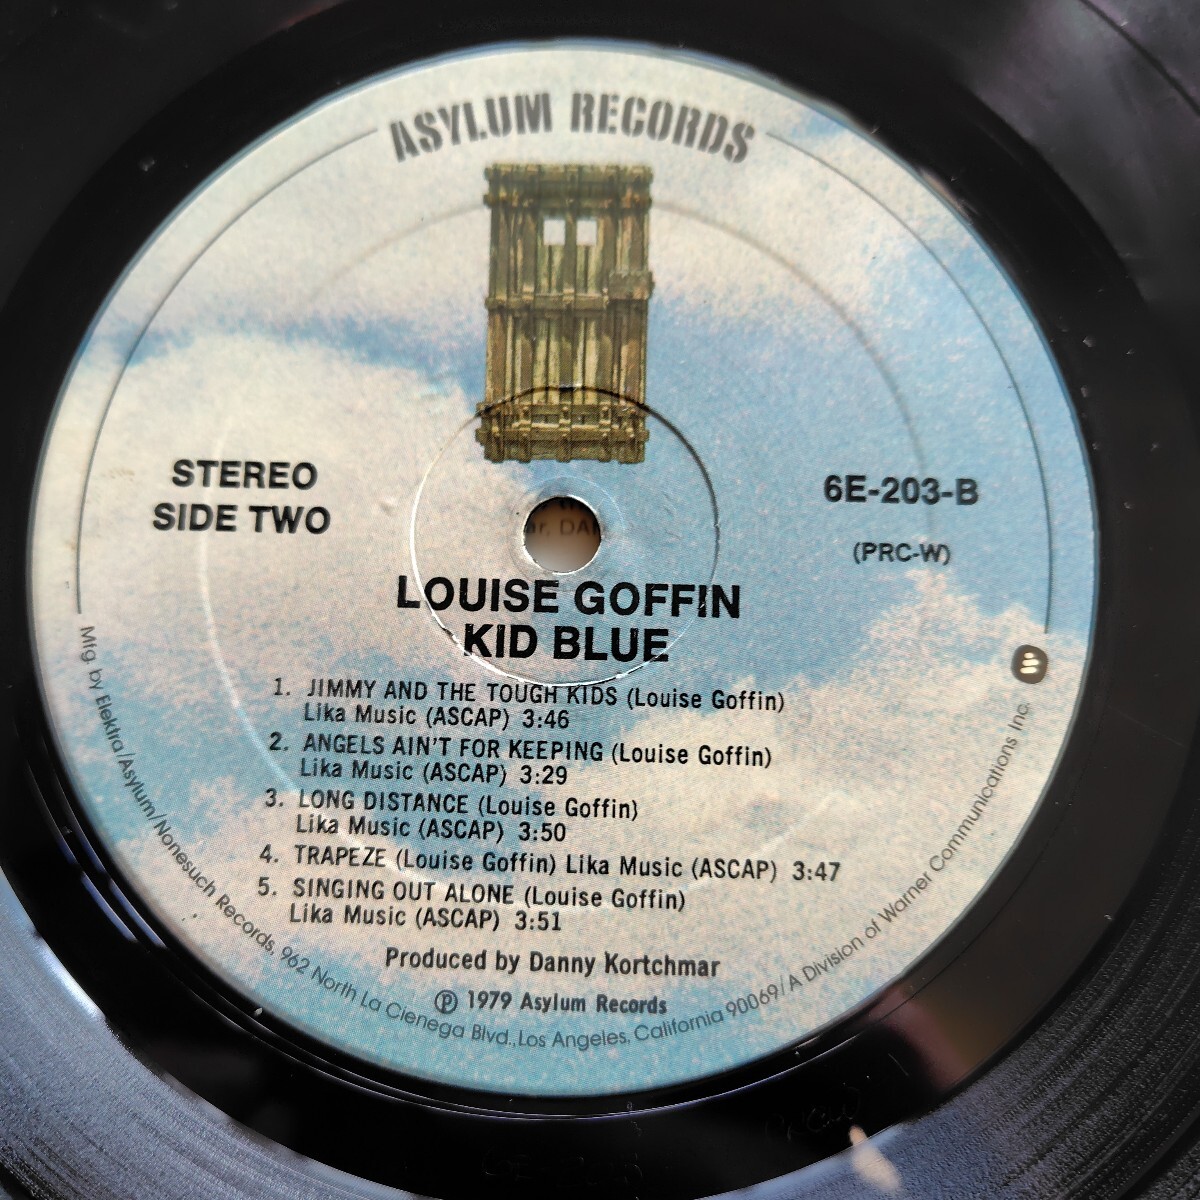 ASYLUM RECORDS
STEREO
SIDE TWO
6E-203-B
(PRC-W)
LOUISE GOFFIN
KID BLUE
1. JIMMY AND THE TOUGH KIDS (Louise Goffin)
Lika Music (ASCAP) 3:46
2. ANGELS AIN'T FOR KEEPING (Louise Goffin)
Lika Music (ASCAP) 3:29
3. LONG DISTANCE (Louise Goffin)
Lika Music (ASCAP) 3:50
4. TRAPEZE (Louise Goffin) Lika Music (ASCAP) 3:47
5. SINGING OUT ALONE (Louise Goffin)
Lika Music (ASCAP) 3:51
Produced by Danny Kortchmar
℗ 1979 Asylum Records
Mfg. by Elektra/Asylum/Nonesuch Records, 962 North La Cienega Blvd., Los Angeles, California 90069/A Division of Warner Communications Inc.